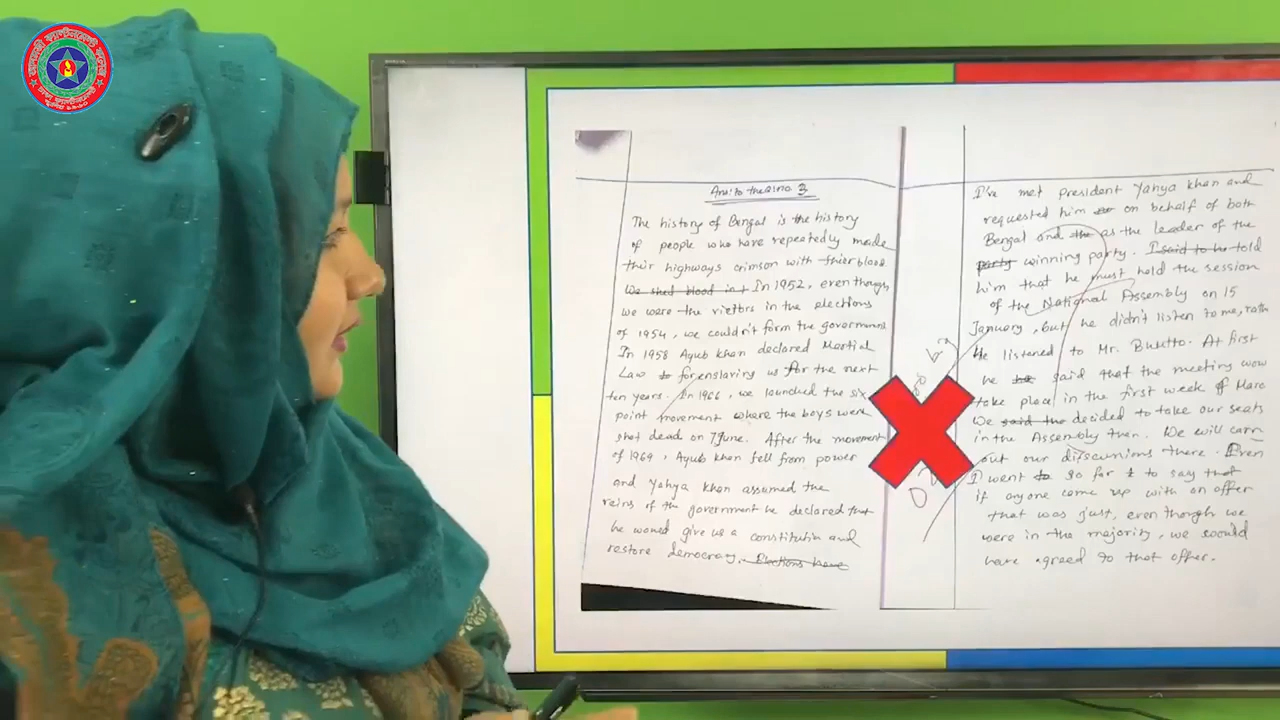 Ans: to the Q: no 3
The history of Bengal is the history
of people who have repeatedly made
their highways crimson with thier blood
We shed blood in t In 1952, even though
we were the victors in the elections
of 1954, we couldn't form the government
In 1958 Ayub khan declared Martial
Law to for enslaving us for the next
ten years. In 1966, we launched the six
point movement where the boys were
shot dead on 7 June. After the movement
of 1969, Ayub khan fell from power
and Yahya khan assumed the
reins of the government he declared that
he would give us a constitution and
restore democracy. Elections have
I've met president Yahya khan and
requested him on behalf of both
Bengal and the as the leader of the
party winning party. I said to he told
him that he must hold the session
of the National Assembly on 15
January, but he didn't listen to me, rath
He listened to Mr. Bhutto. At first
he said that the meeting wow
take place in the first week of Marc
We said the decided to take our seats
in the Assembly then. We will carr
out our there. Even
I went to so far to say that
if anyone come up with an offer
that was just, even though we
were in the majority, we would
have agreed to that offer.